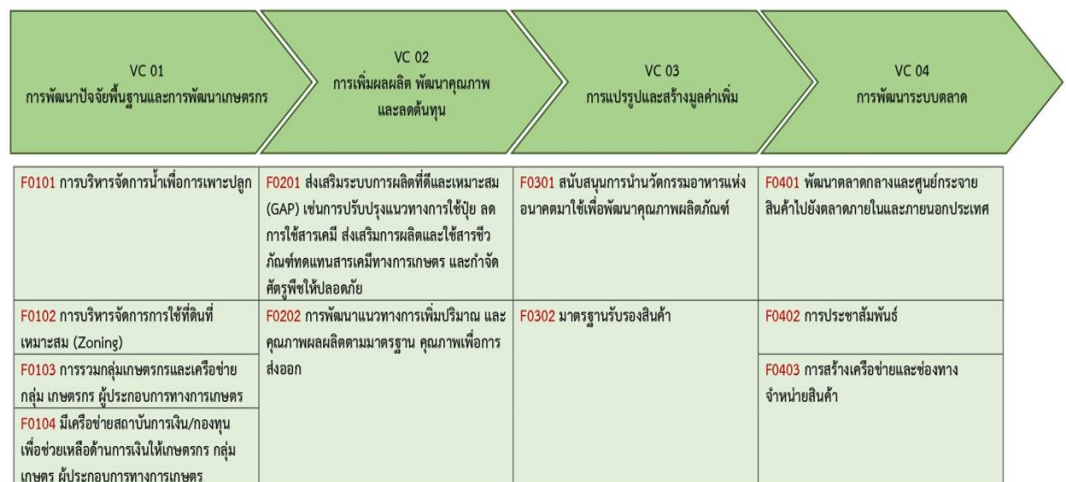 VC 01
การพัฒนาปัจจัยพื้นฐานและการพัฒนาเกษตรกร
VC 02
การเพิ่มผลผลิต พัฒนาคุณภาพ
และลดต้นทุน
VC 03
การแปรรูปและสร้างมูลค่าเพิ่ม
VC 04
การพัฒนาระบบตลาด
F0101 การบริหารจัดการน้ำเพื่อการเพาะปลูก
F0102 การบริหารจัดการการใช้ที่ดินที่
เหมาะสม (Zoning)
F0103 การรวมกลุ่มเกษตรกรและเครือข่าย
กลุ่ม เกษตรกร ผู้ประกอบการทางการเกษตร
F0104 มีเครือข่ายสถาบันการเงิน/กองทุน
เพื่อช่วยเหลือด้านการเงินให้เกษตรกร กลุ่ม
เกษตร ผู้ประกอบการทางการเกษตร
F0201 ส่งเสริมระบบการผลิตที่ดีและเหมาะสม
(GAP) เช่นการปรับปรุงแนวทางการใช้ปุ๋ย ลด
การใช้สารเคมี ส่งเสริมการผลิตและใช้สารชีว
ภัณฑ์ทดแทนสารเคมีทางการเกษตร และกำจัด
ศัตรูพืชให้ปลอดภัย
F0202 การพัฒนาแนวทางการเพิ่มปริมาณ และ
คุณภาพผลผลิตตามมาตรฐาน คุณภาพเพื่อการ
ส่งออก
F0301 สนับสนุนการนำนวัตกรรมอาหารแห่ง
อนาคตมาใช้เพื่อพัฒนาคุณภาพผลิตภัณฑ์
F0302 มาตรฐานรับรองสินค้า
F0401 พัฒนาตลาดกลางและศูนย์กระจาย
สินค้าไปยังตลาดภายในและภายนอกประเทศ
F0402 การประชาสัมพันธ์
F0403 การสร้างเครือข่ายและช่องทาง
จำหน่ายสินค้า